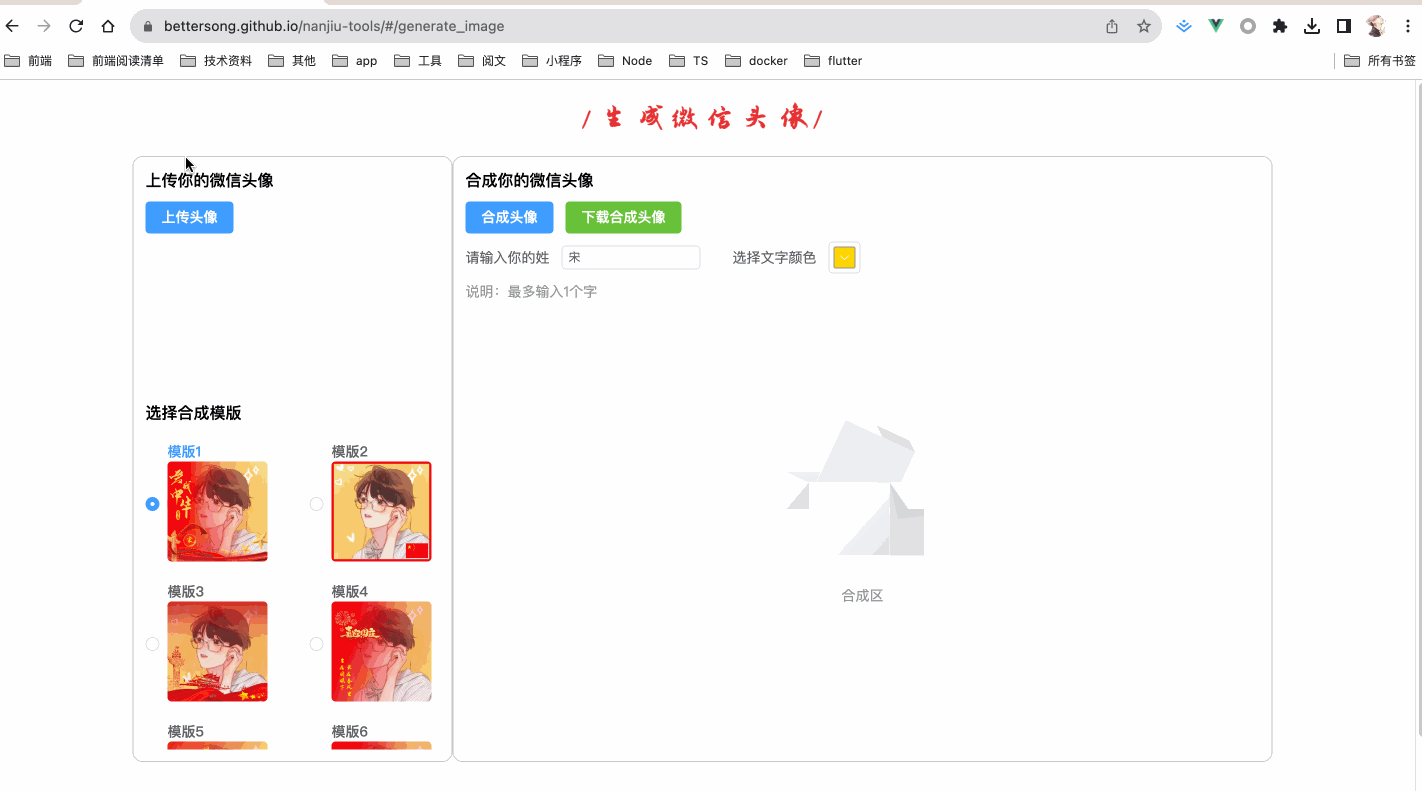 bettersong.github.io/nanjiu-tools/#/generate_image
前端 前端阅读清单 技术资料 其他 app 工具 阅文 小程序 Node TS docker flutter 所有书签
/生成微信头像/
上传你的微信头像
上传头像
选择合成模版
模版1 模版2
模版3 模版4
模版5 模版6
合成你的微信头像
合成头像 下载合成头像
请输入你的姓 宋 选择文字颜色
说明：最多输入1个字
合成区